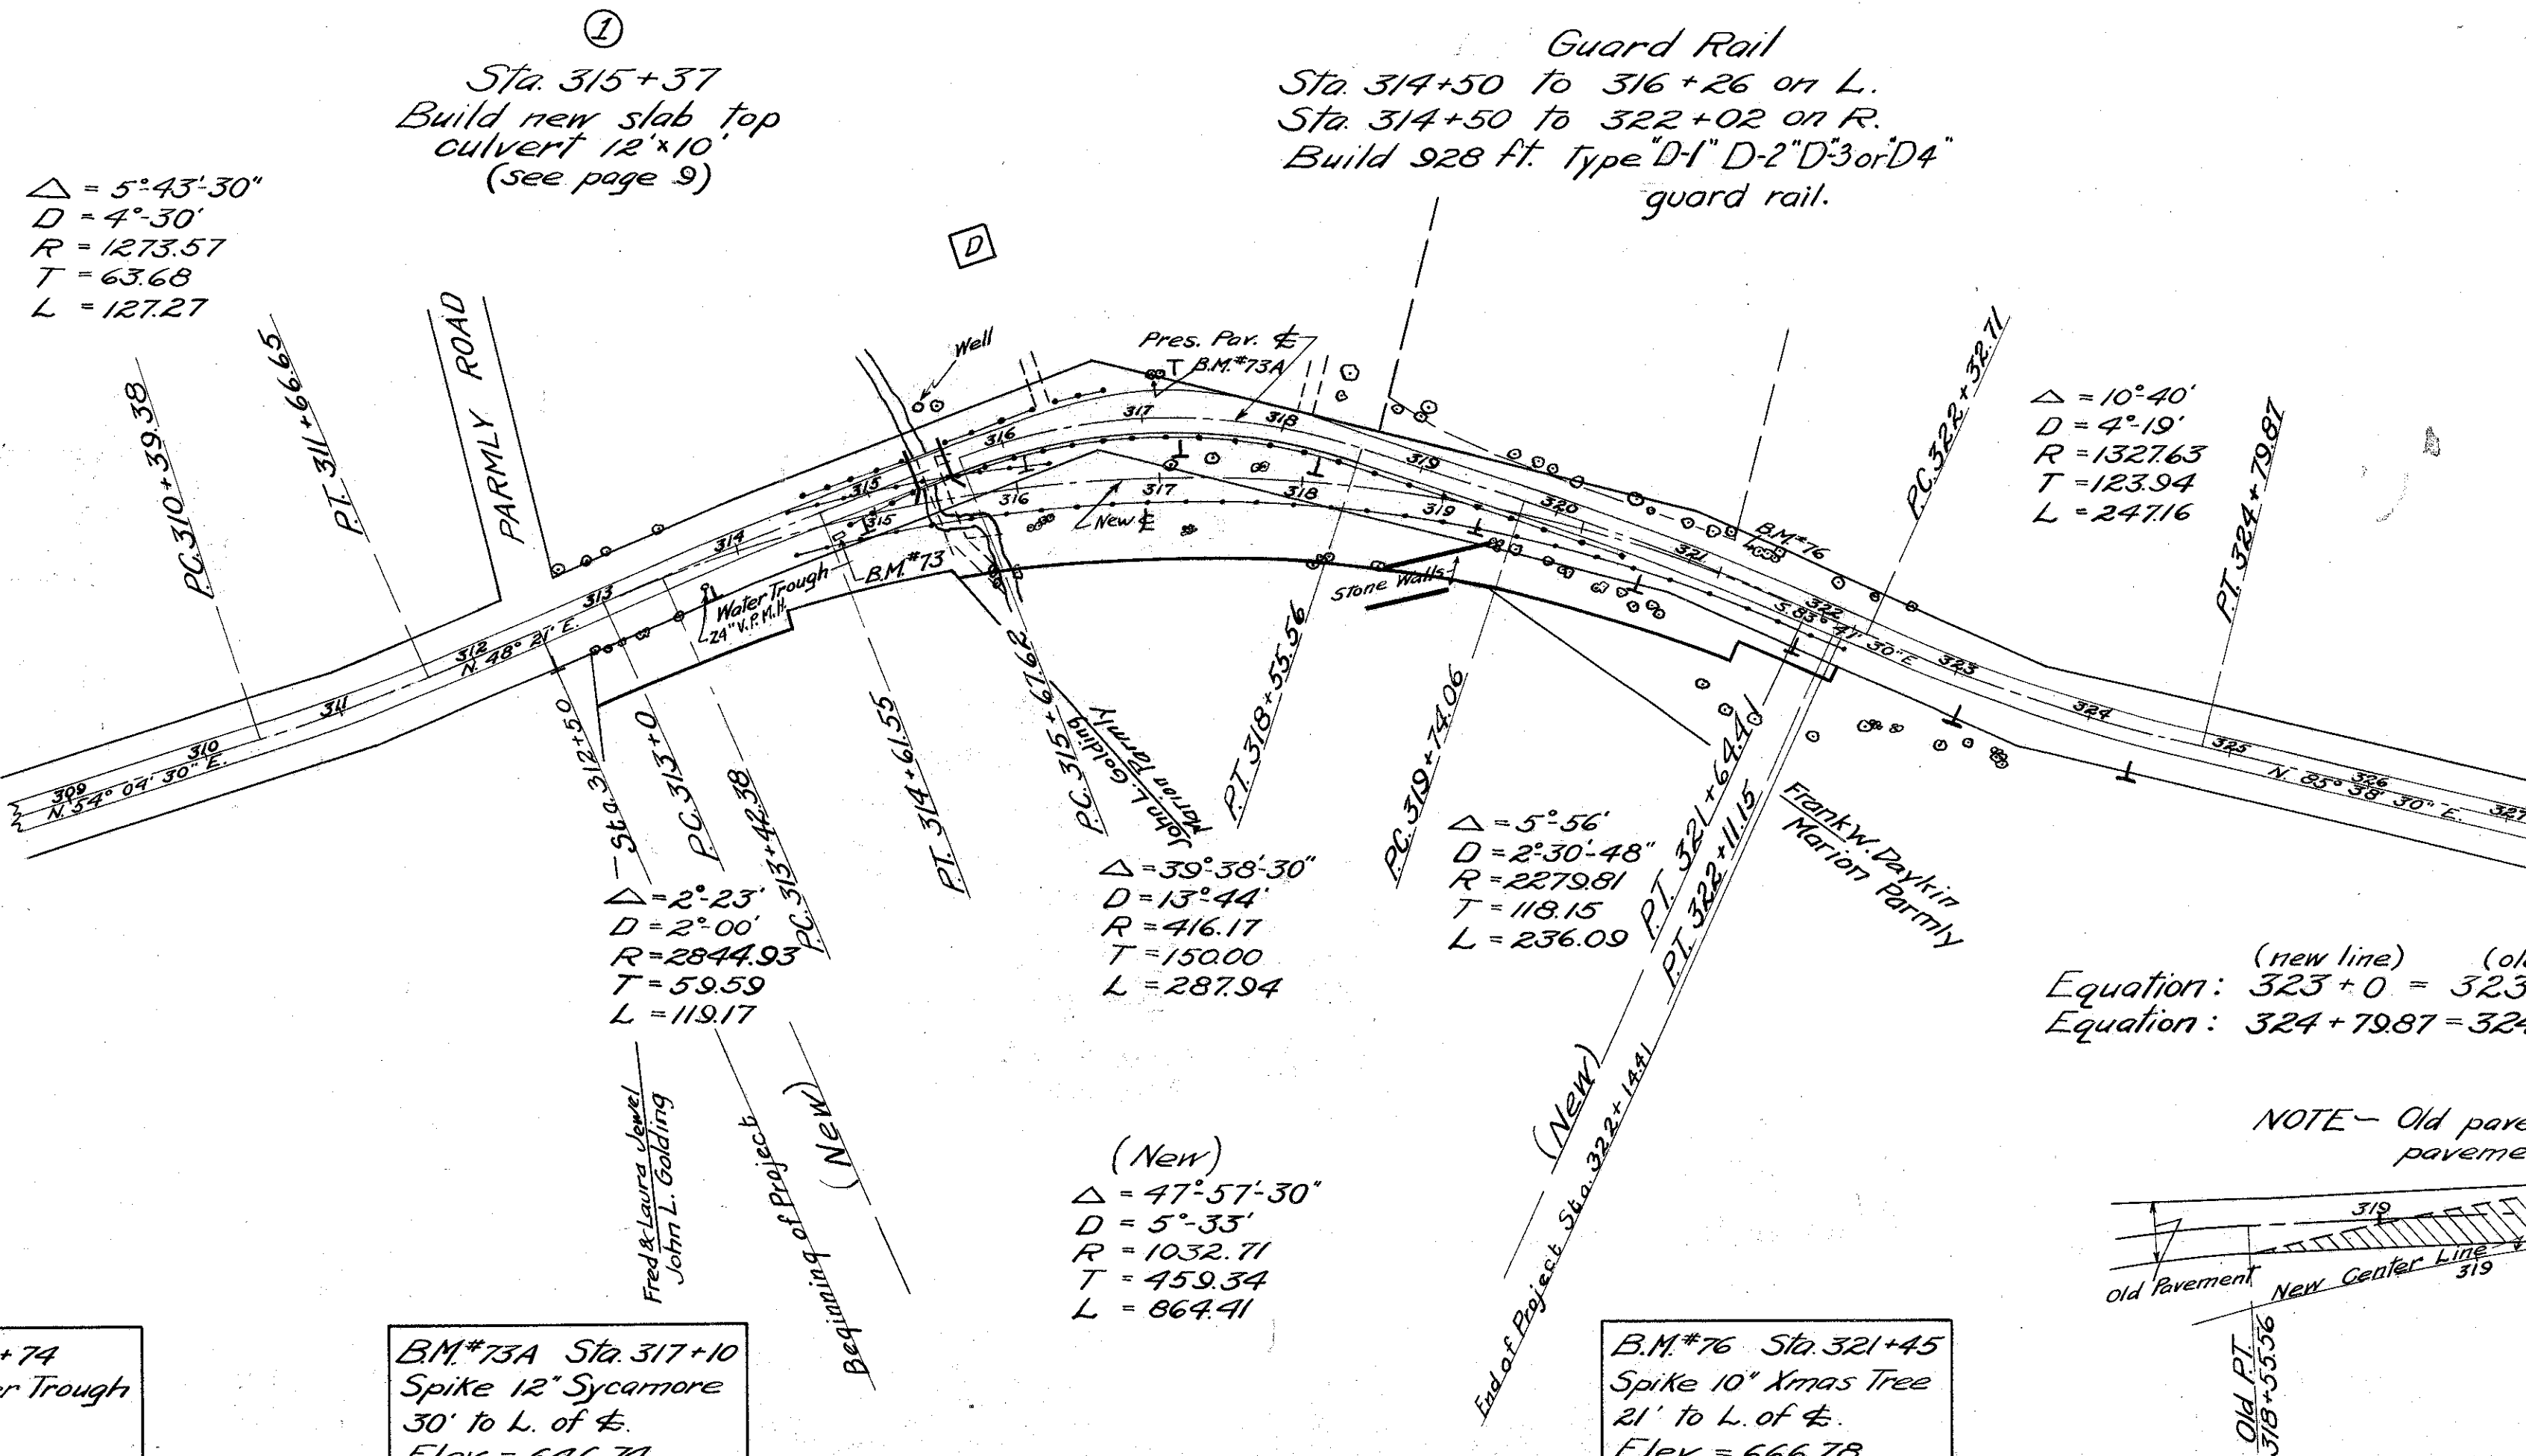 1
Sta. 315+37
Build new slab top
culvert 12'x10'
(see page 9)
Guard Rail
Sta. 314+50 to 316+26 on L.
Sta. 314+50 to 322+02 on R.
Build 928 ft. Type "D-1" D-2" D"-3 or "D4"
guard rail.
△ = 5°-43'-30"
D = 4°-30'
R = 1273.57
T = 63.68
L = 127.27
D
P.C. 310+39.38
P.T. 311+66.65
PARMLY ROAD
Well
Pres. Par. ℄
T B.M.#73A
P.C. 322+32.71
△ = 10°-40'
D = 4°-19'
R = 1327.63
T = 123.94
L = 247.16
P.T. 324+79.87
309
310
311
312
313
314
315
316
317
318
319
320
321
322
323
324
325
326
327
315
316
317
318
319
N. 54° 04' 30" E.
N. 48° 21' E.
S. 83° 41' 30" E
N. 85° 38' 30" E.
New ℄
B.M.#73
Water Trough
24" V.P.M.H.
Stone Walls
B.M.#76
Sta. 312+50
P.C. 313+0
P.C. 313+42.38
P.T. 314+61.55
P.C. 315+67.62
John L. Golding
Marion Parmly
P.T. 318+55.56
P.C. 319+74.06
P.T. 321+64.41
P.T. 322+11.15
Frank W. Daykin
Marion Parmly
△ = 2°-23'
D = 2°-00'
R = 2844.93
T = 59.59
L = 119.17
△ = 39°-38'-30"
D = 13°-44'
R = 416.17
T = 150.00
L = 287.94
△ = 5°-56'
D = 2°-30'-48"
R = 2279.81
T = 118.15
L = 236.09
(new line) (old
Equation: 323+0 = 323
Equation: 324+79.87 = 324
Fred & Laura Jewel
John L. Golding
Beginning of Project
(New)
(New)
△ = 47°-57'-30"
D = 5°-33'
R = 1032.71
T = 459.34
L = 864.41
(New)
End of Project Sta. 322+14.41
NOTE - Old pave
paveme
319
Old Pavement
New Center Line
319
Old P.T.
318+55.56
+74
er Trough
B.M.#73A Sta. 317+10
Spike 12" Sycamore
30' to L. of ℄.
B.M.#76 Sta. 321+45
Spike 10" Xmas Tree
21' to L. of ℄.
Elev = 666.78